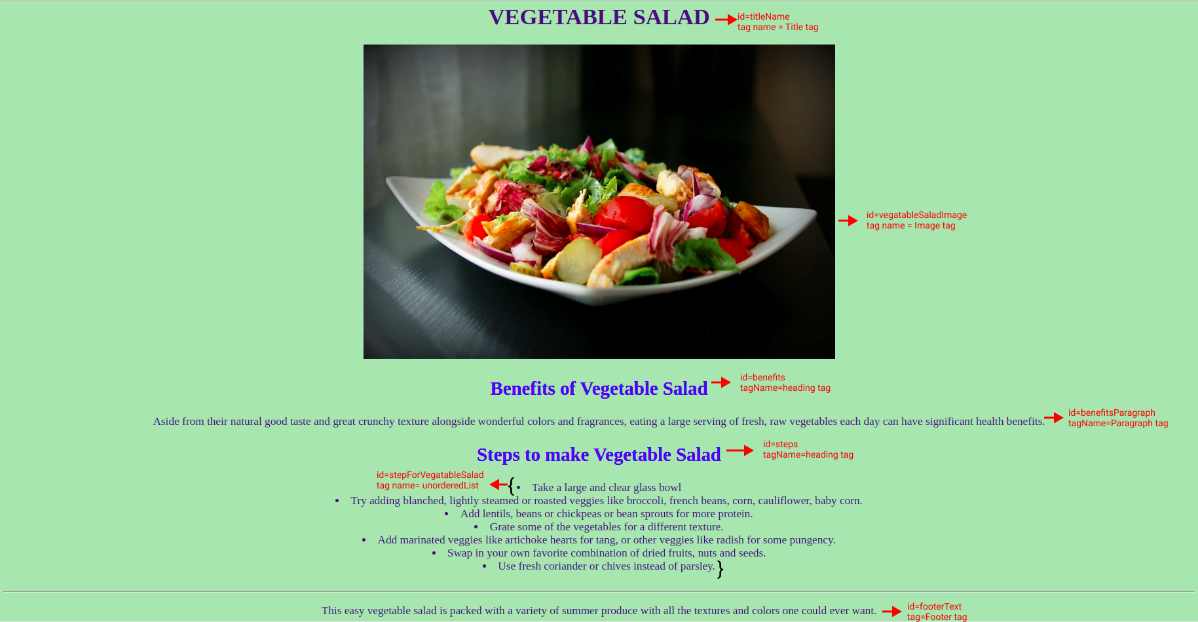 VEGETABLE SALAD
id=titleName
tag name = Title tag
id=vegatableSaladImage
tag name = Image tag
Benefits of Vegetable Salad
id=benefits
tagName=heading tag
Aside from their natural good taste and great crunchy texture alongside wonderful colors and fragrances, eating a large serving of fresh, raw vegetables each day can have significant health benefits.
id=benefitsParagraph
tagName=Paragraph tag
Steps to make Vegetable Salad
id=steps
tagName=heading tag
id=stepForVegatableSalad
tag name= unorederedList
{ • Take a large and clear glass bowl
• Try adding blanched, lightly steamed or roasted veggies like broccoli, french beans, corn, cauliflower, baby corn.
• Add lentils, beans or chickpeas or bean sprouts for more protein.
• Grate some of the vegetables for a different texture.
• Add marinated veggies like artichoke hearts for tang, or other veggies like radish for some pungency.
• Swap in your own favorite combination of dried fruits, nuts and seeds.
• Use fresh coriander or chives instead of parsley. }
This easy vegetable salad is packed with a variety of summer produce with all the textures and colors one could ever want.
id=footerText
tag=Footer tag